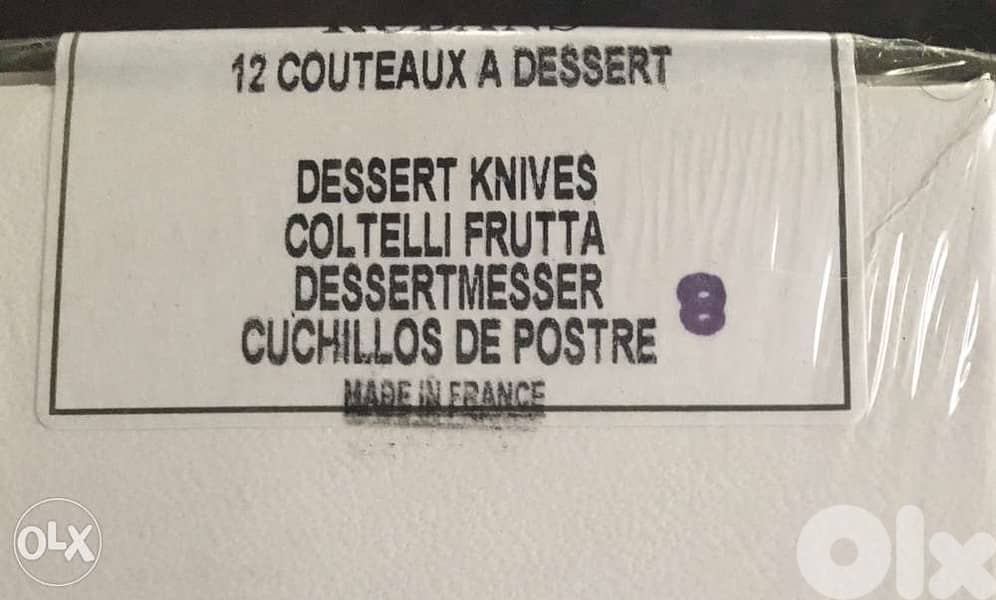 12 COUTEAUX A DESSERT
DESSERT KNIVES
COLTELLI FRUTTA
DESSERTMESSER
8
CUCHILLOS DE POSTRE
MADE IN FRANCE
OLX
Olx